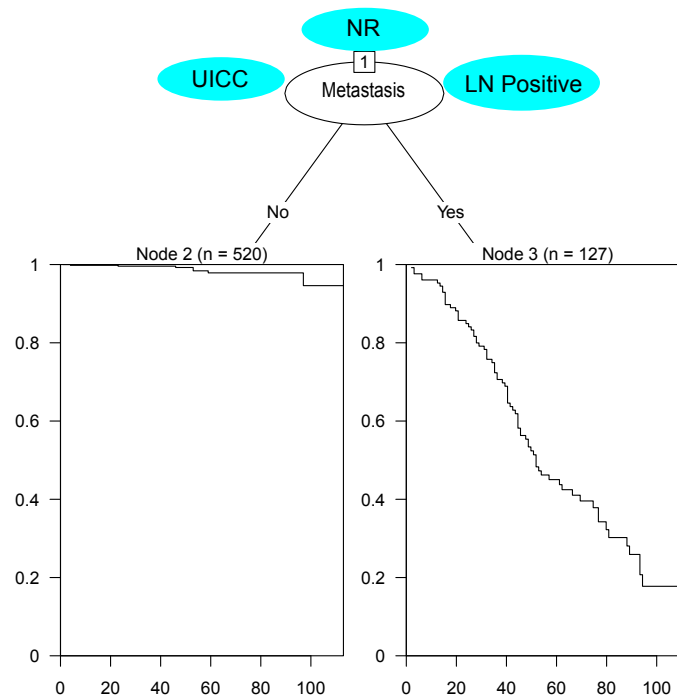 NR
1
UICC
Metastasis
LN Positive
No
Yes
Node 2 (n = 520)
Node 3 (n = 127)
1
0.8
0.6
0.4
0.2
0
0 20 40 60 80 100
1
0.8
0.6
0.4
0.2
0
0 20 40 60 80 100